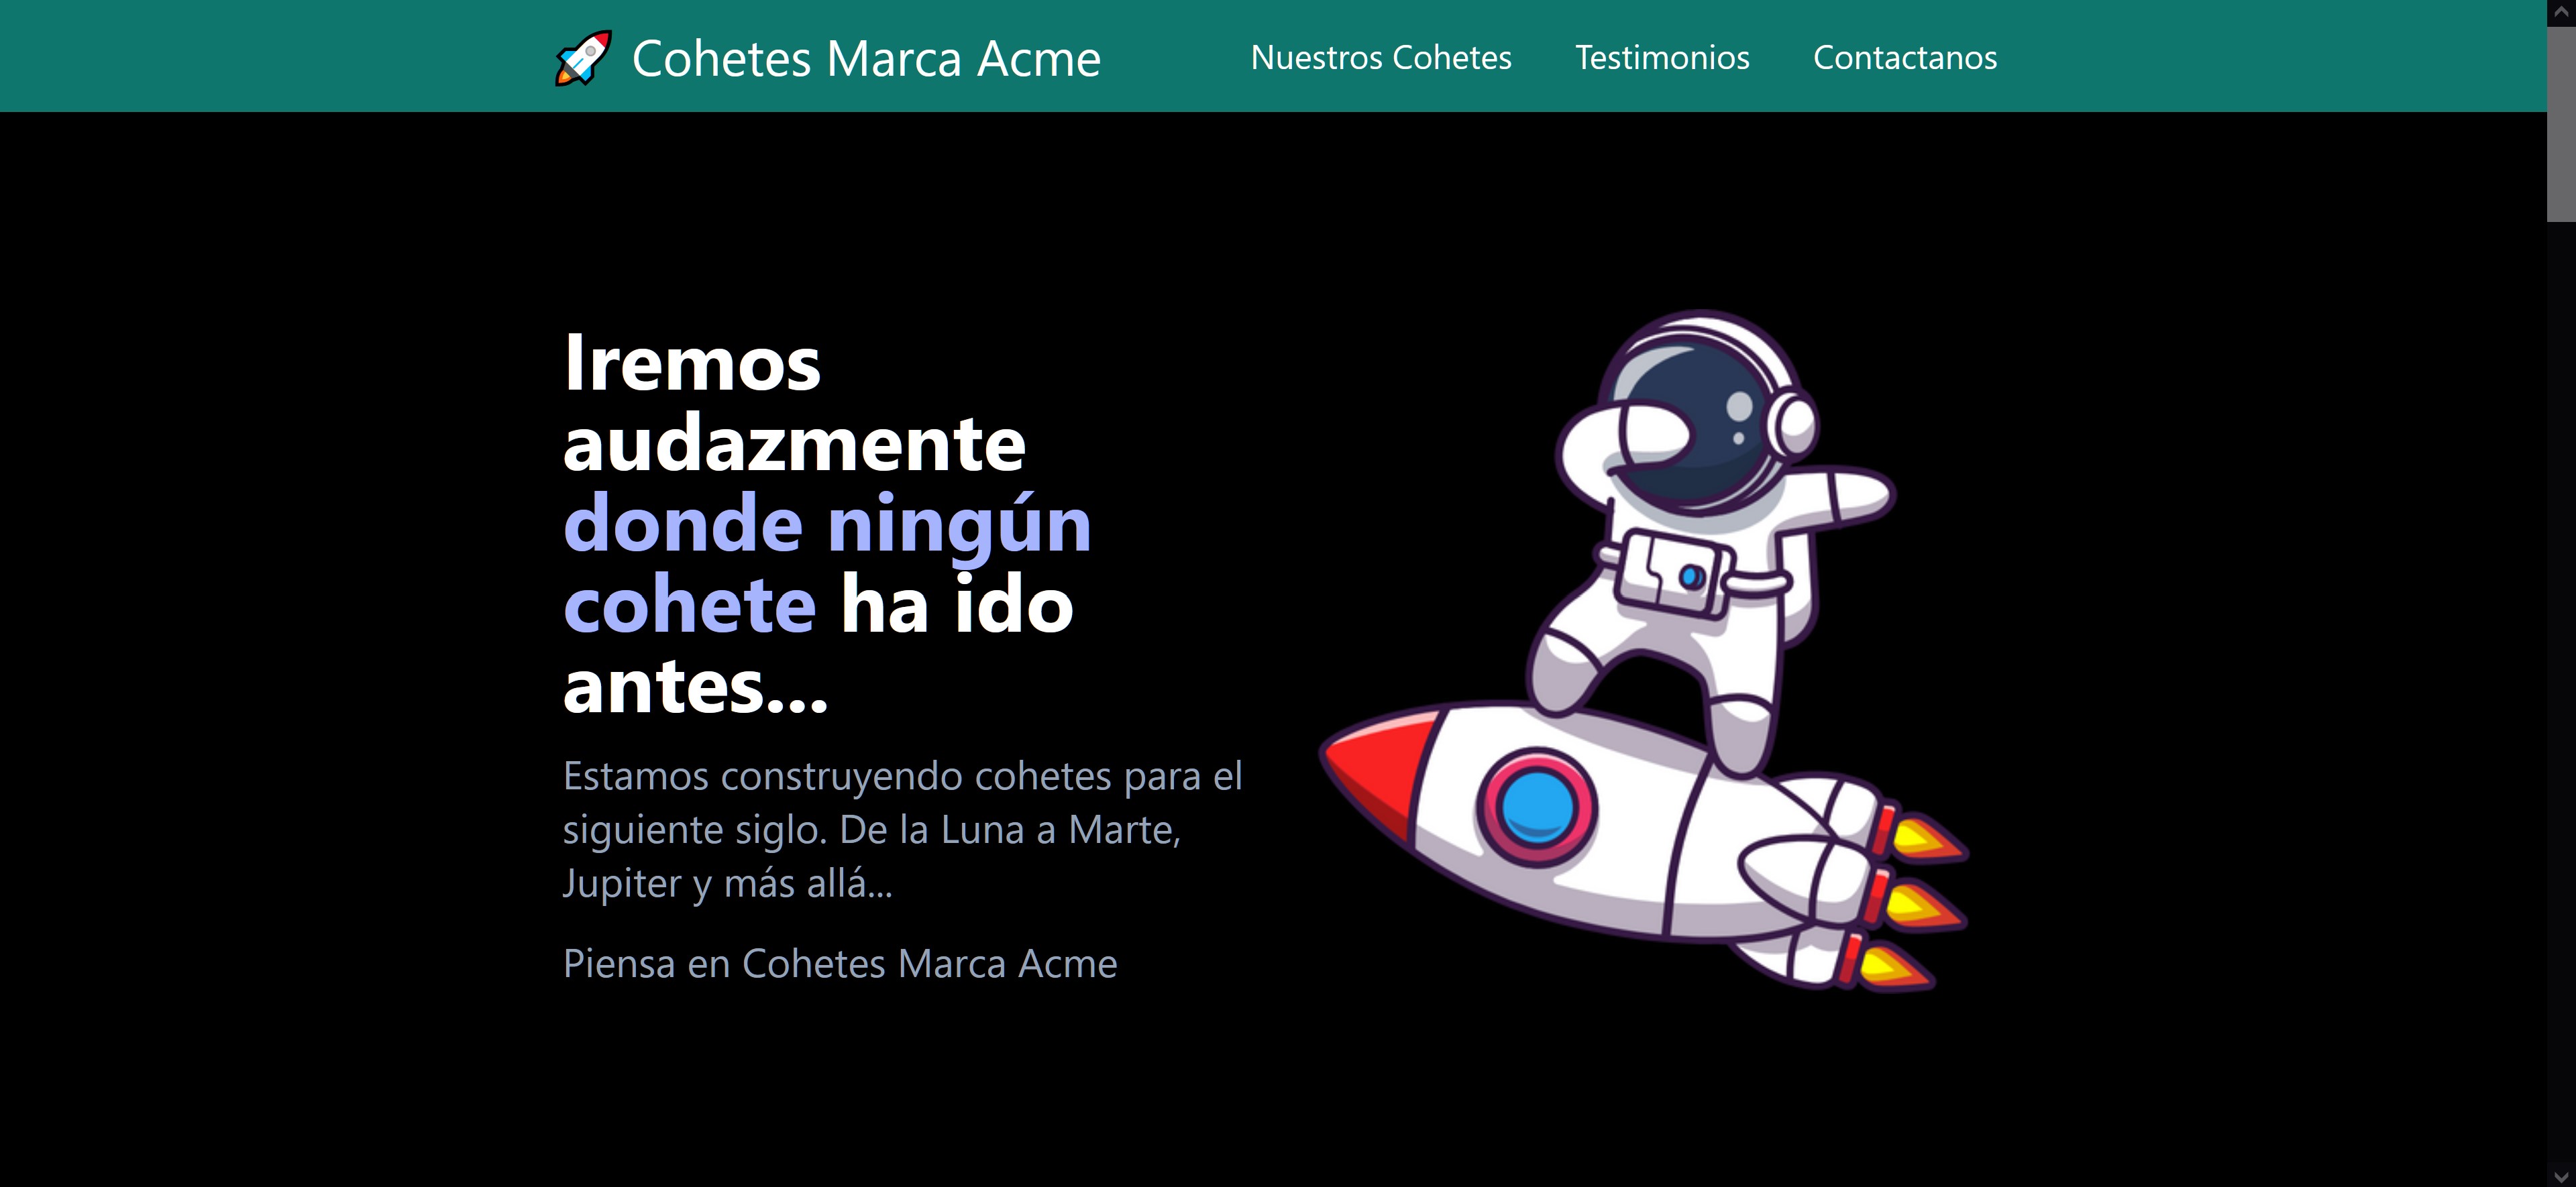 Cohetes Marca Acme
Nuestros Cohetes
Testimonios
Contactanos
Iremos
audazmente
donde ningún
cohete ha ido
antes...
Estamos construyendo cohetes para el
siguiente siglo. De la Luna a Marte,
Jupiter y más allá...
Piensa en Cohetes Marca Acme